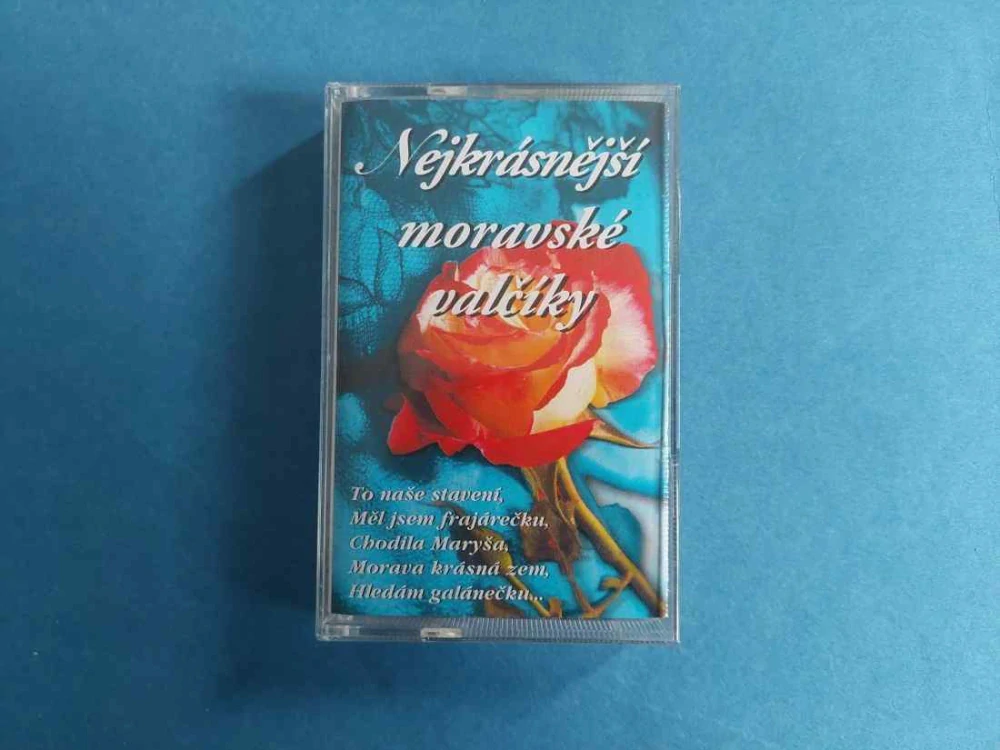 Nejkrásnější
moravské
valčíky
To naše stavení,
Měl jsem frajárečku,
Chodila Maryša,
Morava krásná zem,
Hledám galánečku...